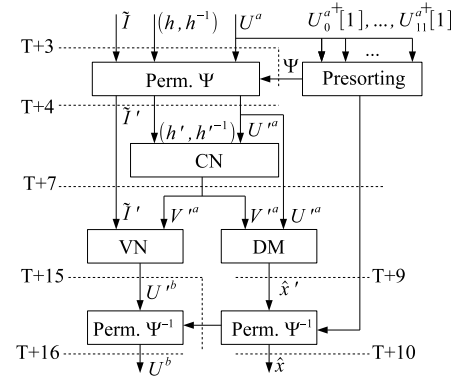 Ĩ (h, h⁻¹) Uᵃ U₀ᵃ⁺[1], ..., U₁₁ᵃ⁺[1]
T+3
...
Perm. Ψ Ψ Presorting
T+4
Ĩ ' (h', h'⁻¹) U'ᵃ
CN
T+7
Ĩ ' V'ᵃ V'ᵃ U'ᵃ
VN DM
T+15 T+9
U'ᵇ x̂ '
Perm. Ψ⁻¹ Perm. Ψ⁻¹
T+16 T+10
Uᵇ x̂